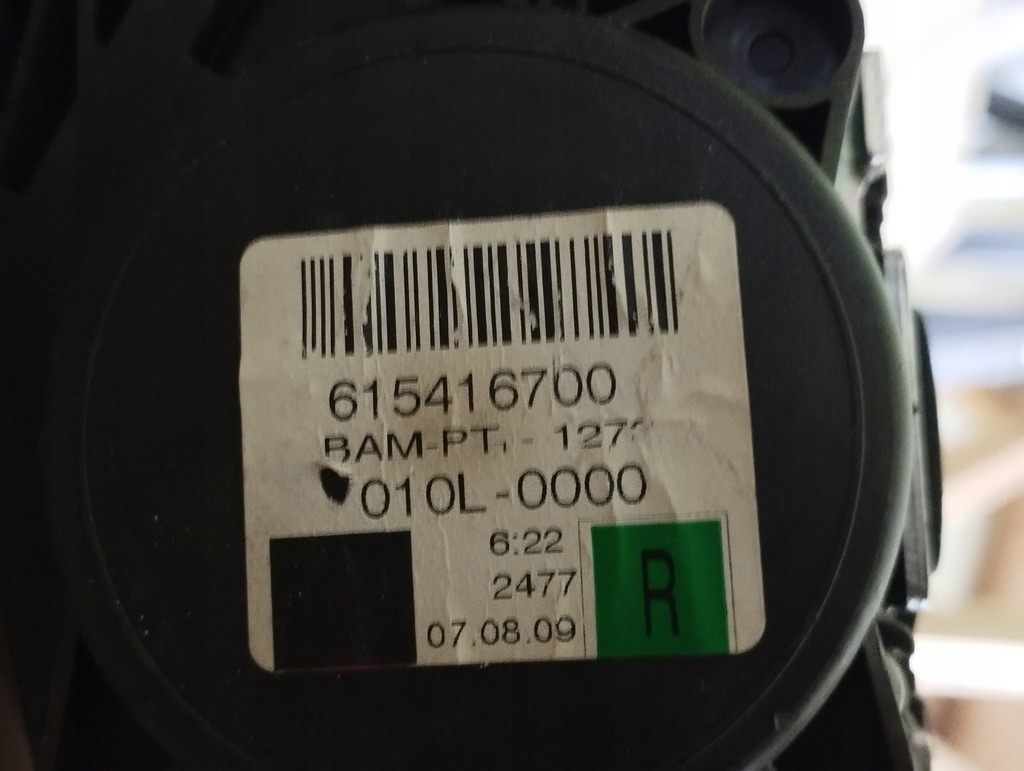 615416700
BAM-PT. -
010L-0000
6:22
2477
07.08.09
R